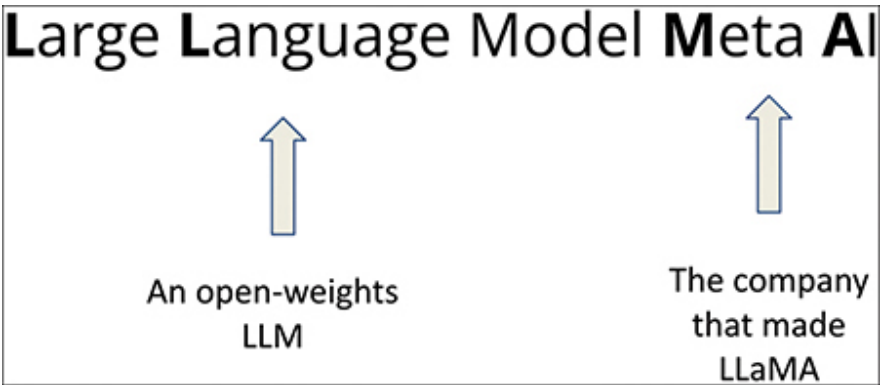 Large Language Model Meta AI
An open-weights
LLM
The company
that made
LLaMA